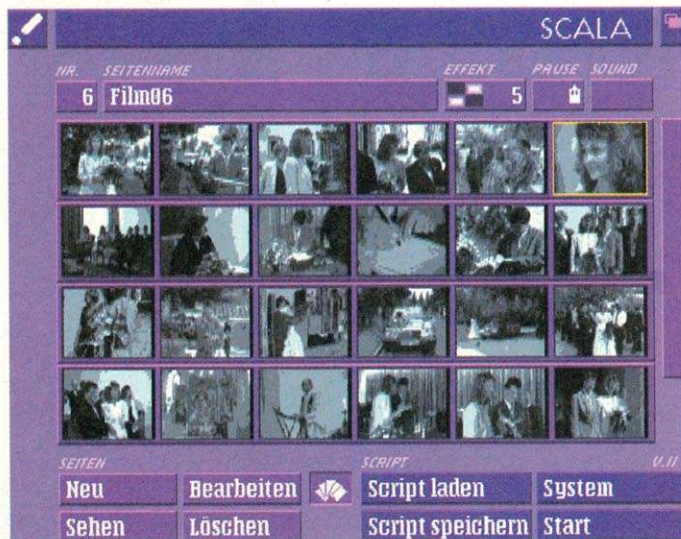 SCALA
NR. SEITENNAME EFFEKT PAUSE SOUND
6 Film06 5
SEITEN SCRIPT V.11
Neu Bearbeiten Script laden System
Sehen Löschen Script speichern Start